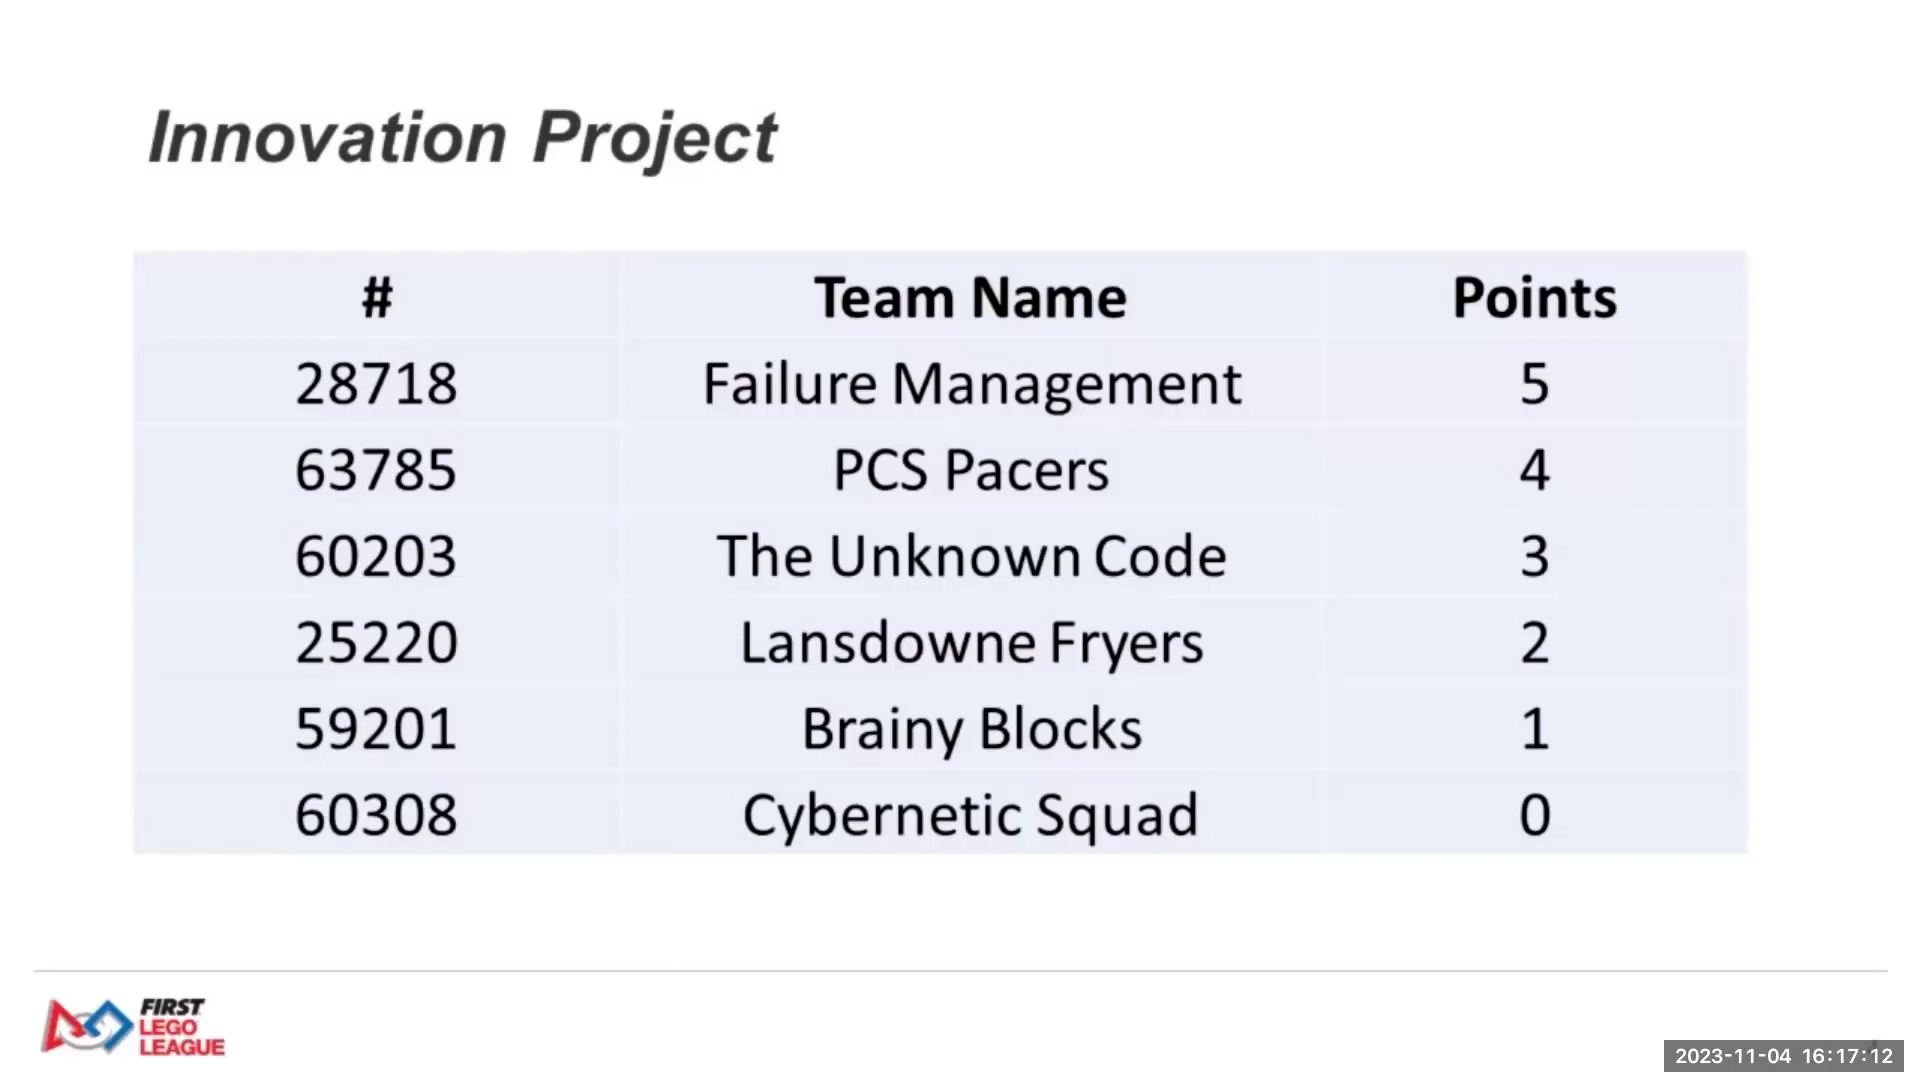 Innovation Project
# Team Name Points
28718 Failure Management 5
63785 PCS Pacers 4
60203 The Unknown Code 3
25220 Lansdowne Fryers 2
59201 Brainy Blocks 1
60308 Cybernetic Squad 0
FIRST
LEGO
LEAGUE
2023-11-04 16:17:12